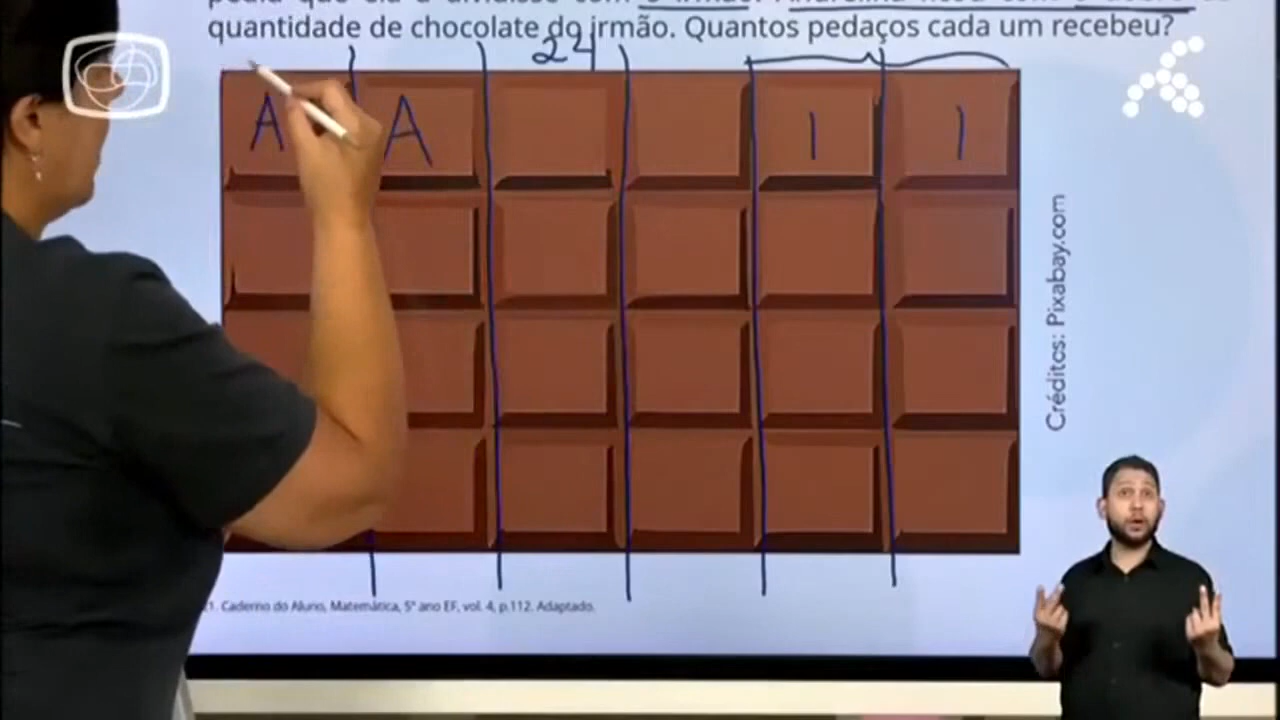 quantidade de chocolate do irmão. Quantos pedaços cada um recebeu?
24
A A I I
Créditos: Pixabay.com
1. Caderno do Aluno, Matemática, 5º ano EF, vol. 4, p.112. Adaptado.